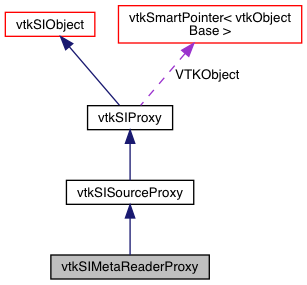 vtkSIObject
vtkSmartPointer< vtkObject
Base >
VTKObject
vtkSIProxy
vtkSISourceProxy
vtkSIMetaReaderProxy